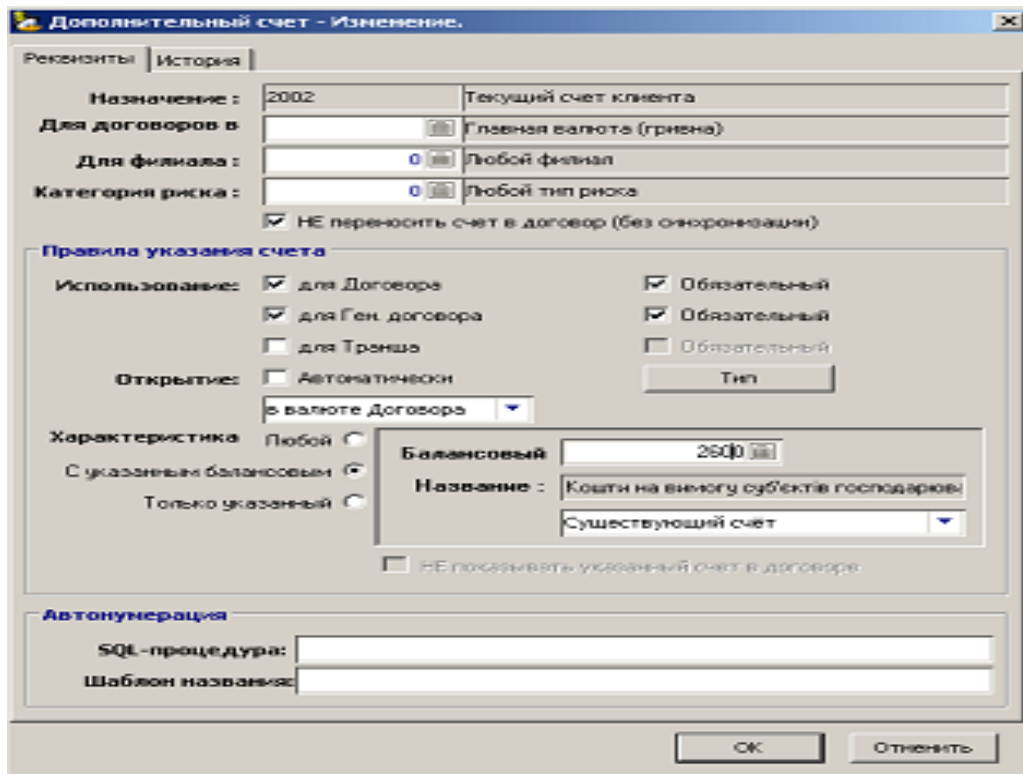 Дополнительный счет - Изменение.
Реквизиты История
Назначение : 2002 Текущий счет клиента
Для договоров в Главная валюта (гривна)
Для филиала : 0 Любой филиал
Категория риска : 0 Любой тип риска
НЕ переносить счет в договор (без синхронизации)
Правила указания счета
Использование: для Договора Обязательный
для Ген. договора Обязательный
для Транша Обязательный
Открытие: Автоматически Тип
в валюте Договора
Характеристика Любой
Балансовый 2600
С указанным балансовым
Название : Кошти на вимогу суб'єктів господарюва
Только указанный
Существующий счёт
НЕ показывать указанный счет в договоре
Автонумерация
SQL-процедура:
Шаблон названия:
OK Отменить